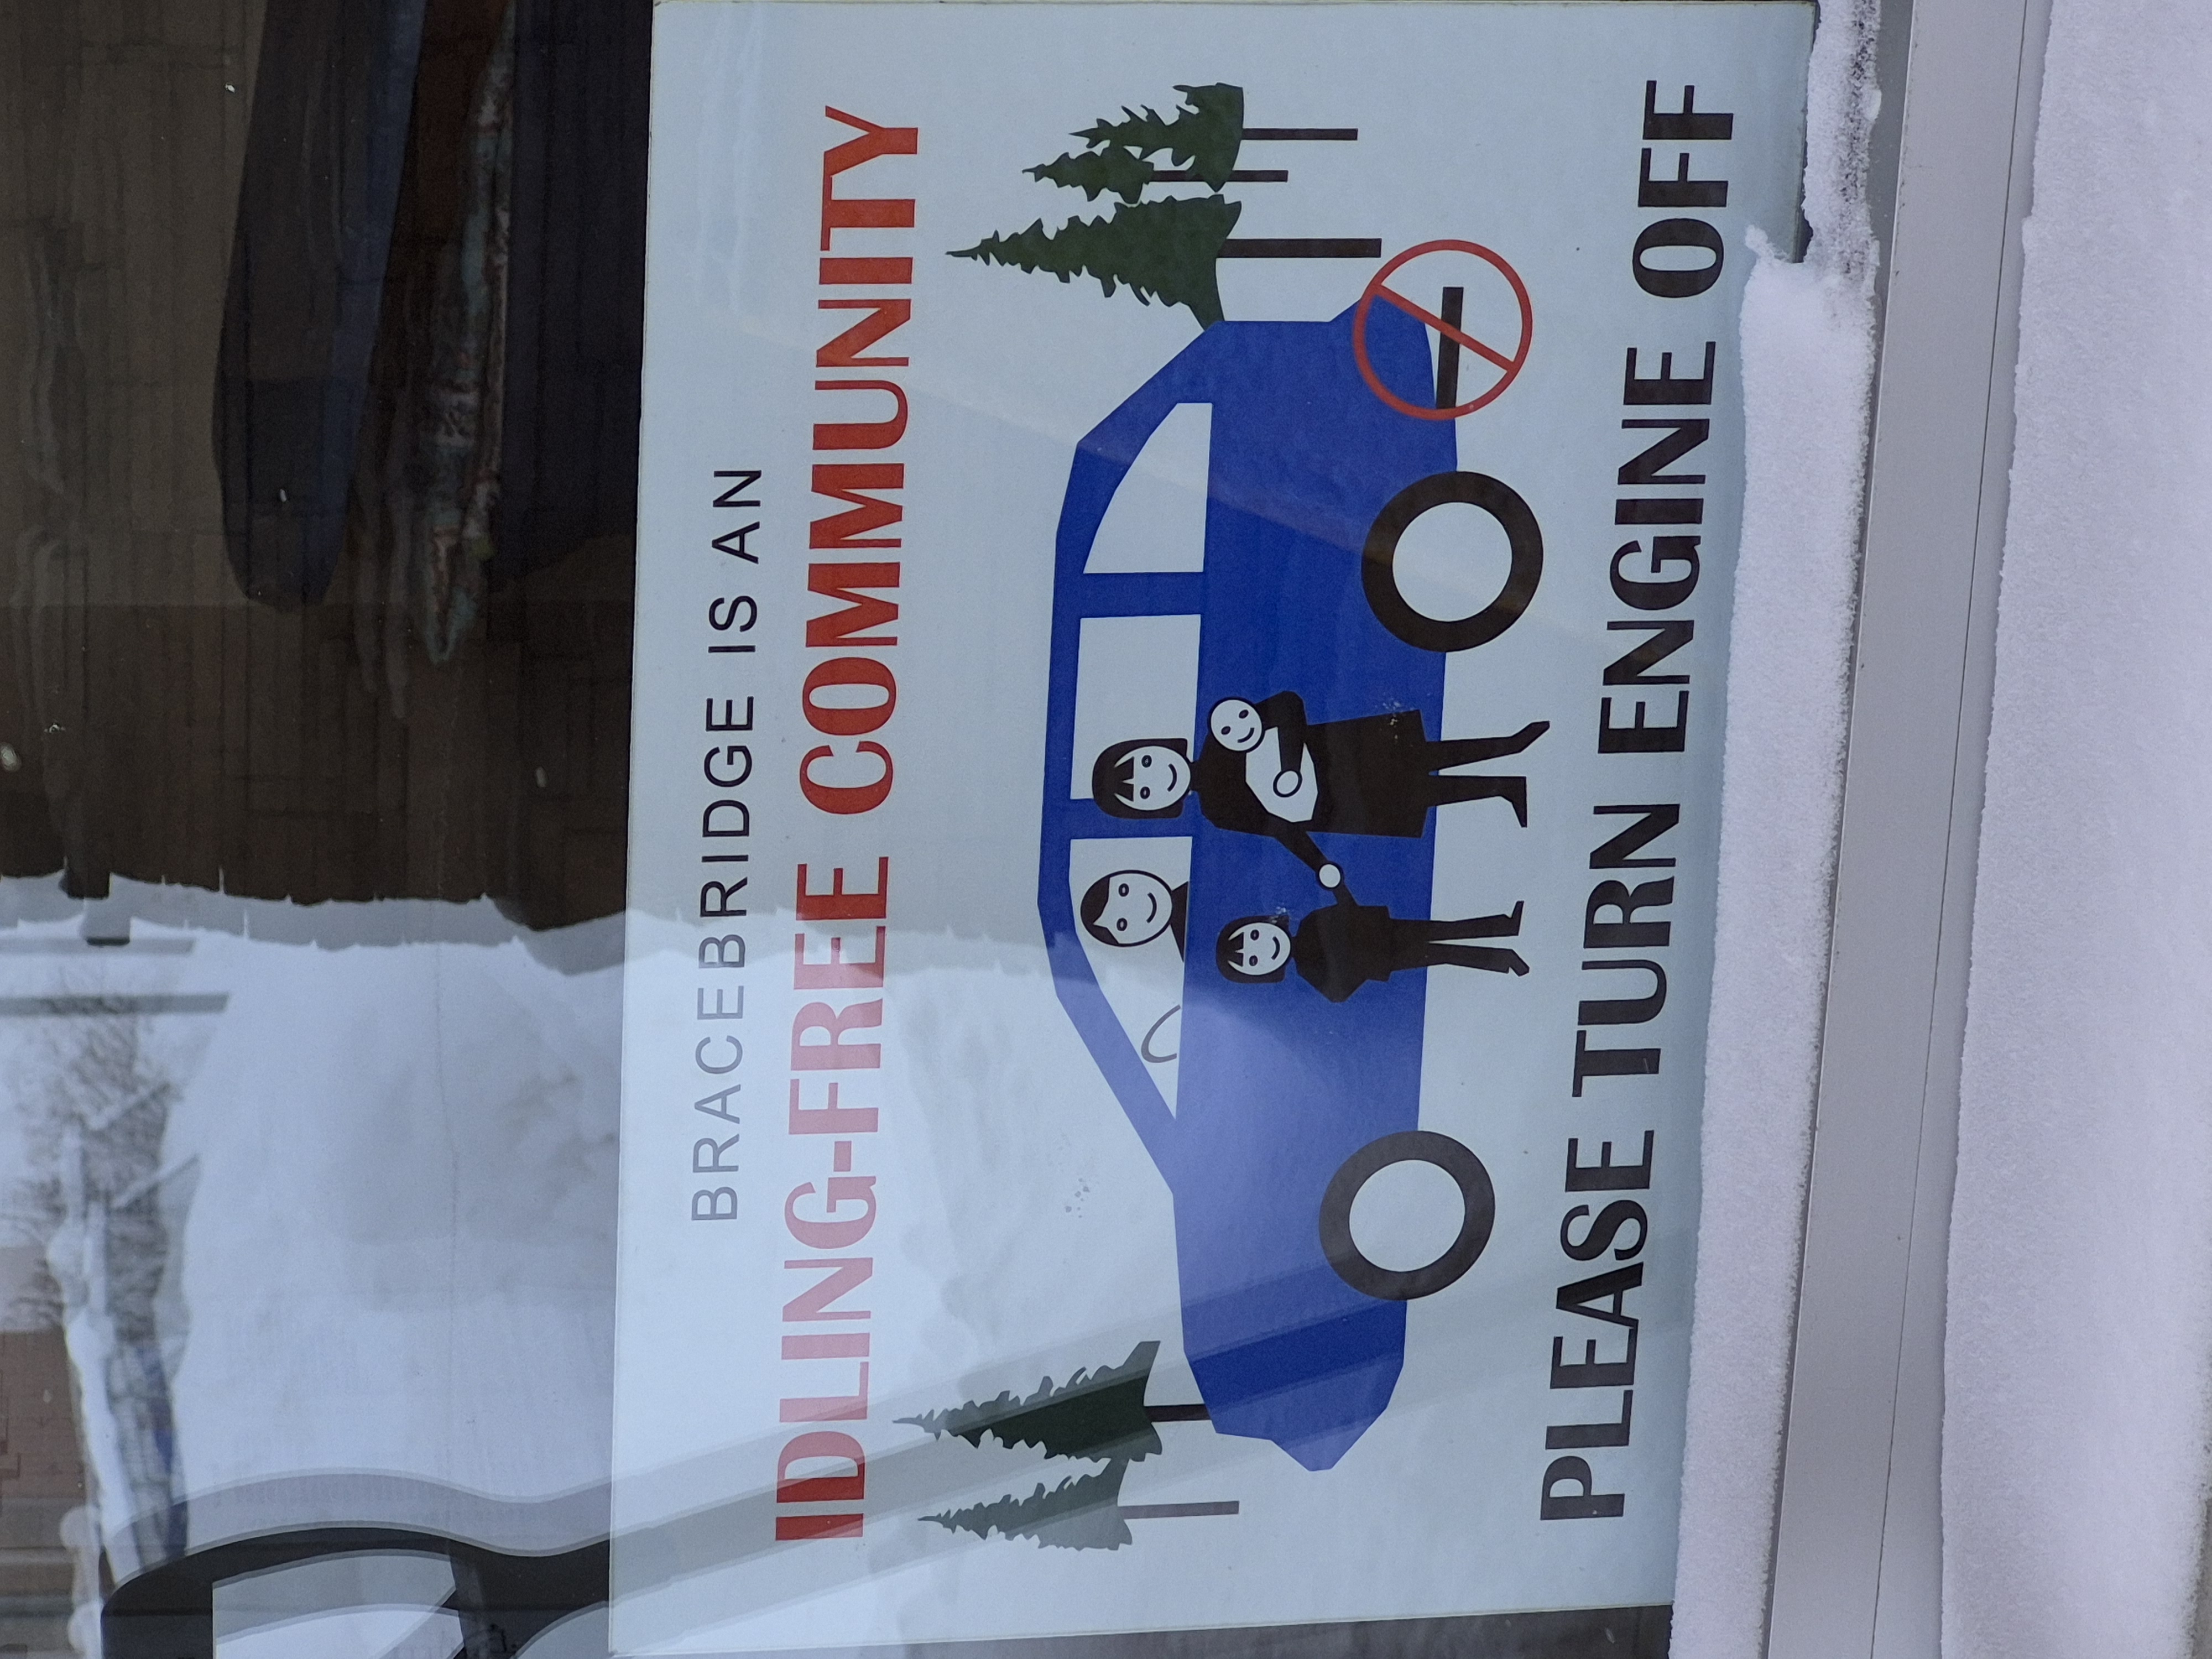 BRACEBRIDGE IS AN
IDLING-FREE COMMUNITY
PLEASE TURN ENGINE OFF